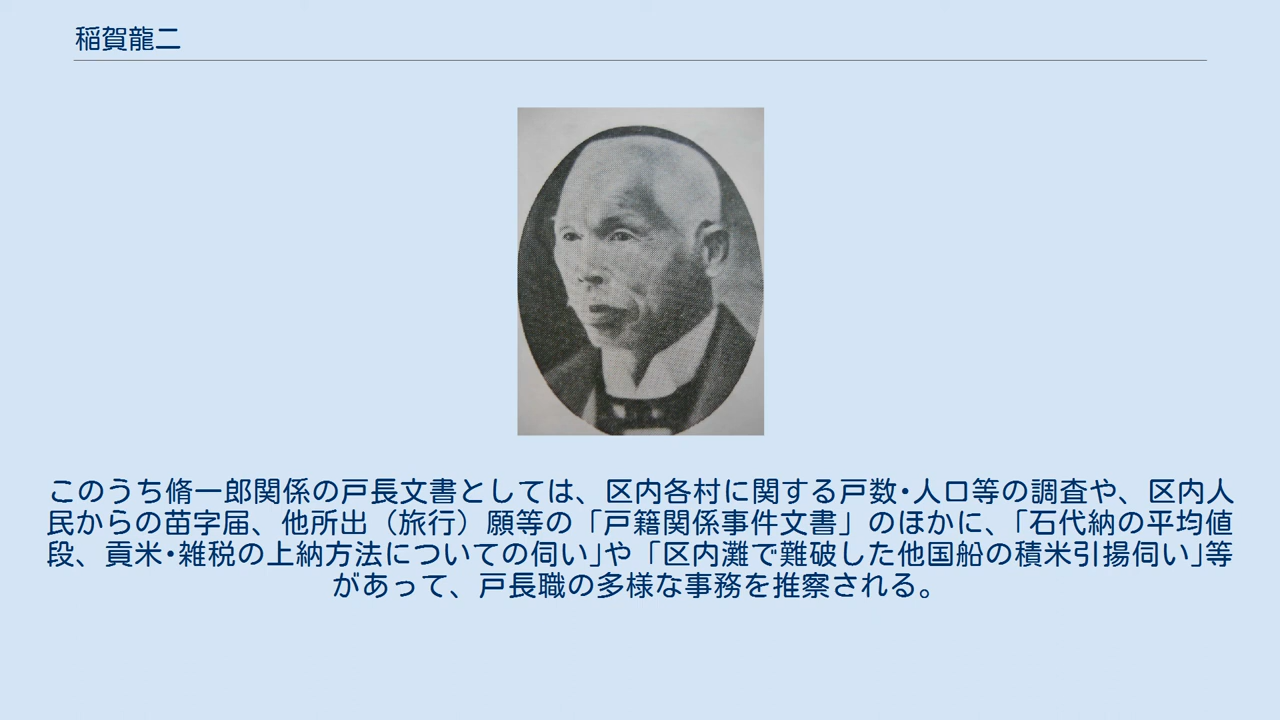 稲賀龍二
このうち脩一郎関係の戸長文書としては、区内各村に関する戸数・人口等の調査や、区内人
民からの苗字届、他所出（旅行）願等の「戸籍関係事件文書」のほかに、「石代納の平均値
段、貢米・雑税の上納方法についての伺い」や「区内灘で難破した他国船の積米引揚伺い」等
があって、戸長職の多様な事務を推察される。